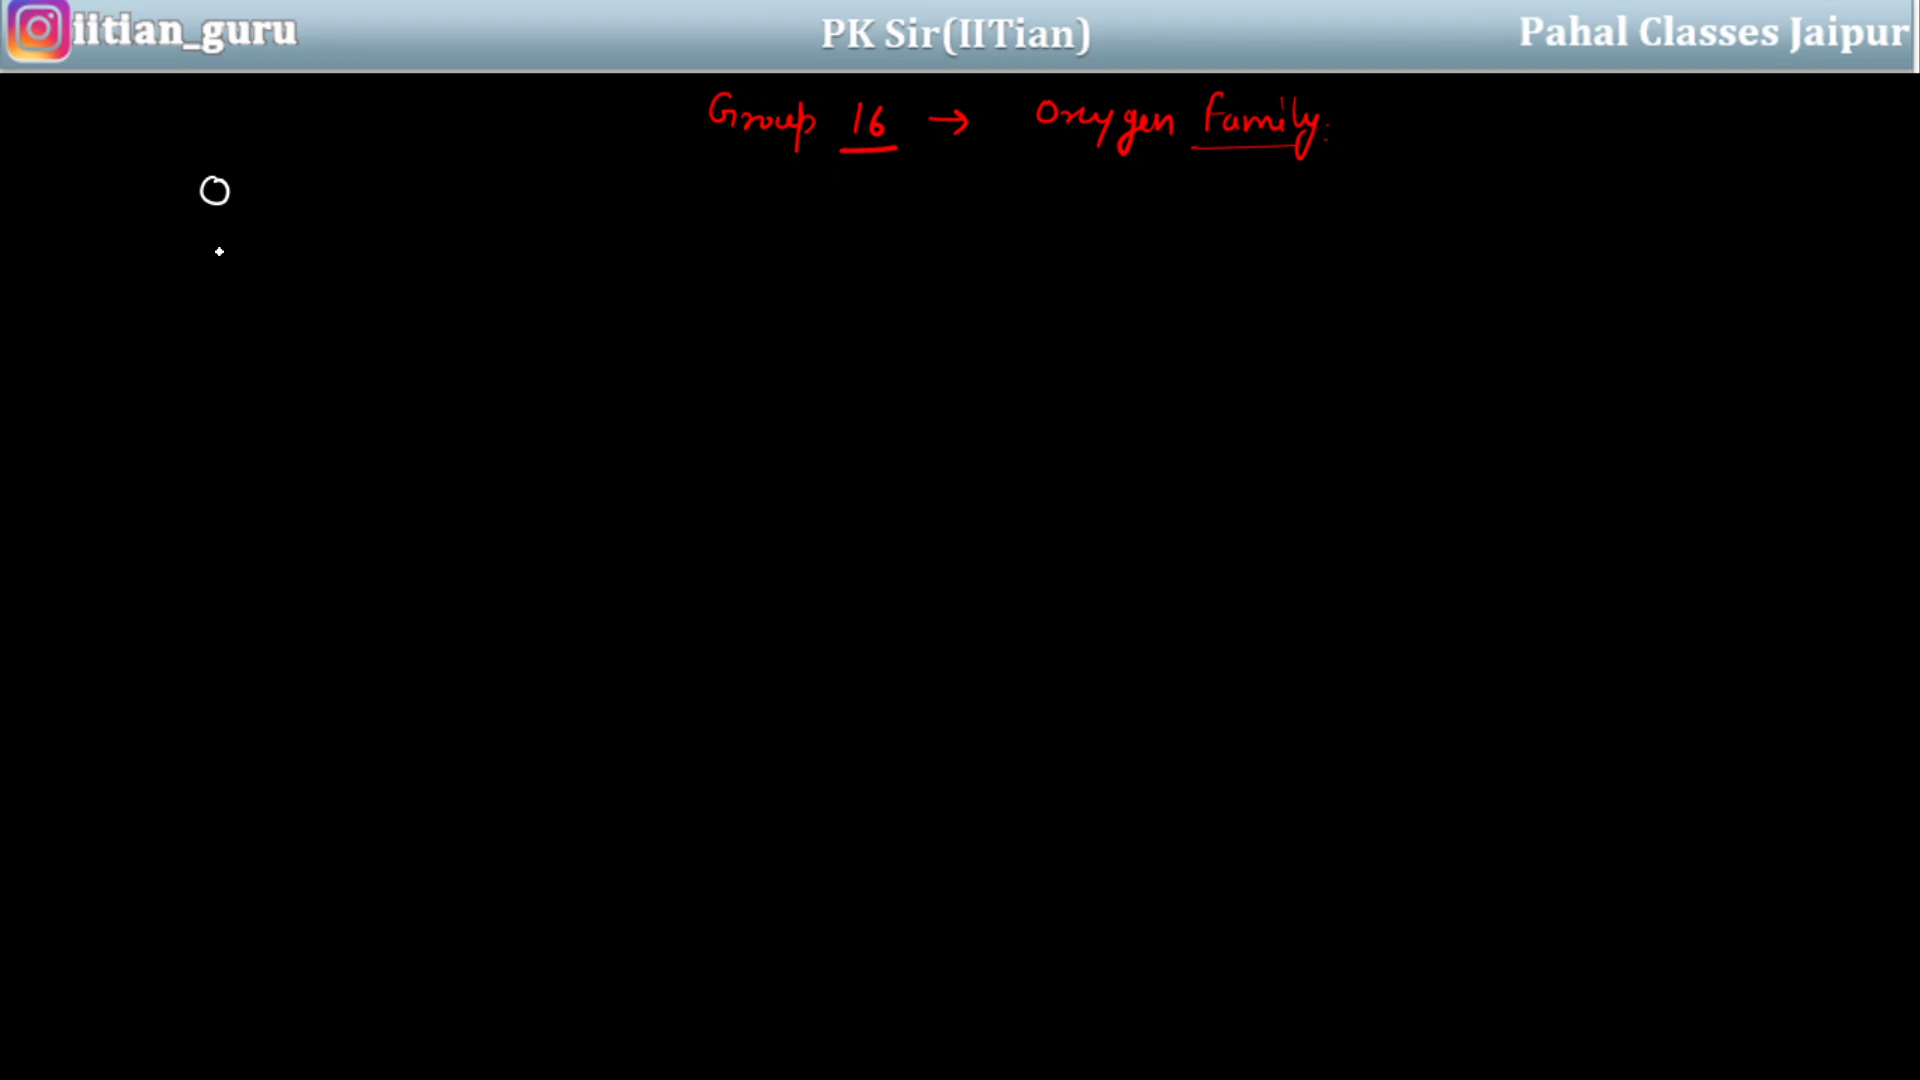 iitian_guru
PK Sir(IITian)
Pahal Classes Jaipur
Group 16 → Oxygen family.
O